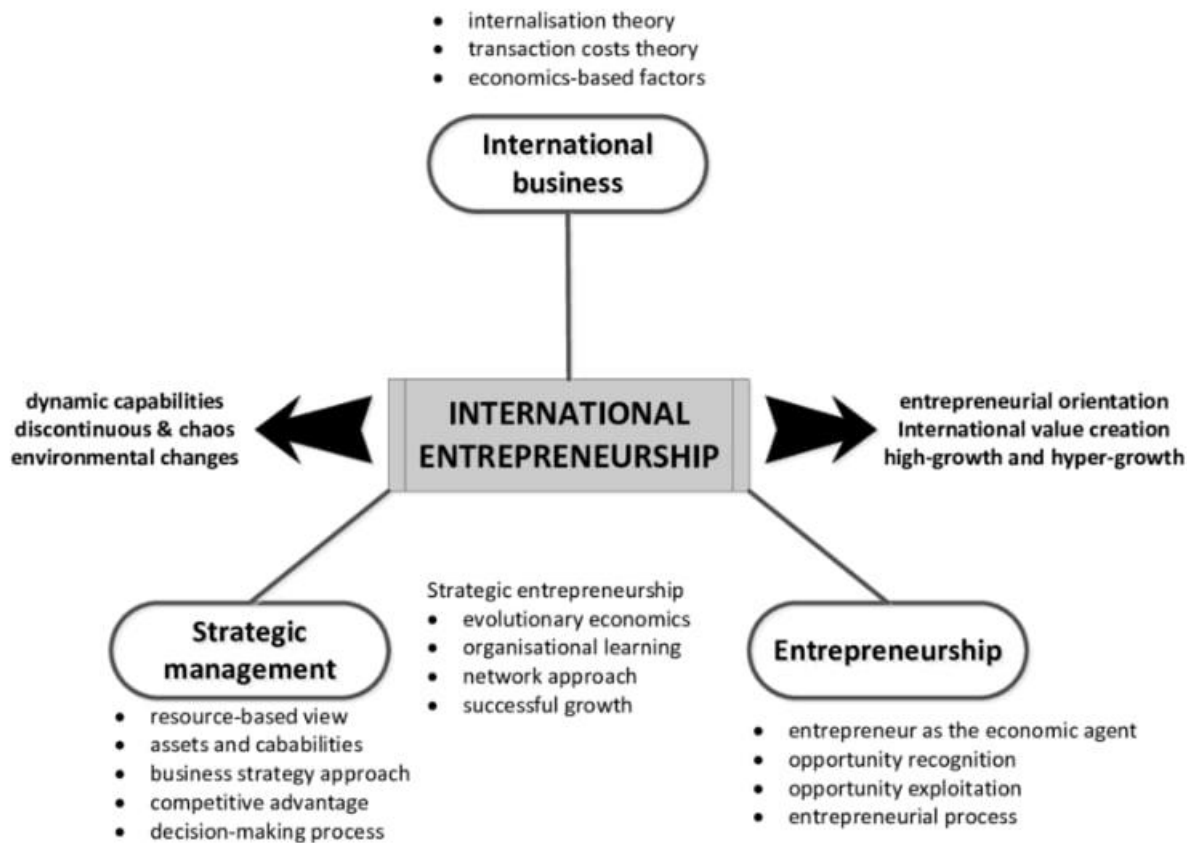 • internalisation theory
• transaction costs theory
• economics-based factors
International
business
dynamic capabilities
discontinuous & chaos
environmental changes
INTERNATIONAL
ENTREPRENEURSHIP
entrepreneurial orientation
International value creation
high-growth and hyper-growth
Strategic
management
• resource-based view
• assets and cababilities
• business strategy approach
• competitive advantage
• decision-making process
Strategic entrepreneurship
• evolutionary economics
• organisational learning
• network approach
• successful growth
Entrepreneurship
• entrepreneur as the economic agent
• opportunity recognition
• opportunity exploitation
• entrepreneurial process